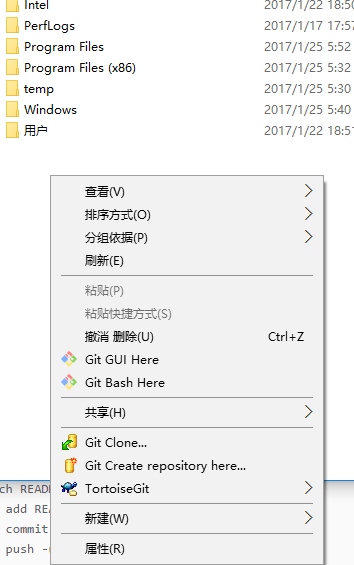 Intel 2017/1/22 18:50
PerfLogs 2017/1/17 17:57
Program Files 2017/1/25 5:52
Program Files (x86) 2017/1/25 5:32
temp 2017/1/25 5:30
Windows 2017/1/25 5:40
用户 2017/1/22 18:51
查看(V)
排序方式(O)
分组依据(P)
刷新(E)
粘贴(P)
粘贴快捷方式(S)
撤消 删除(U) Ctrl+Z
Git GUI Here
Git Bash Here
共享(H)
Git Clone...
Git Create repository here...
TortoiseGit
ch READ
add RE
新建(W)
commit
push -u
属性(R)